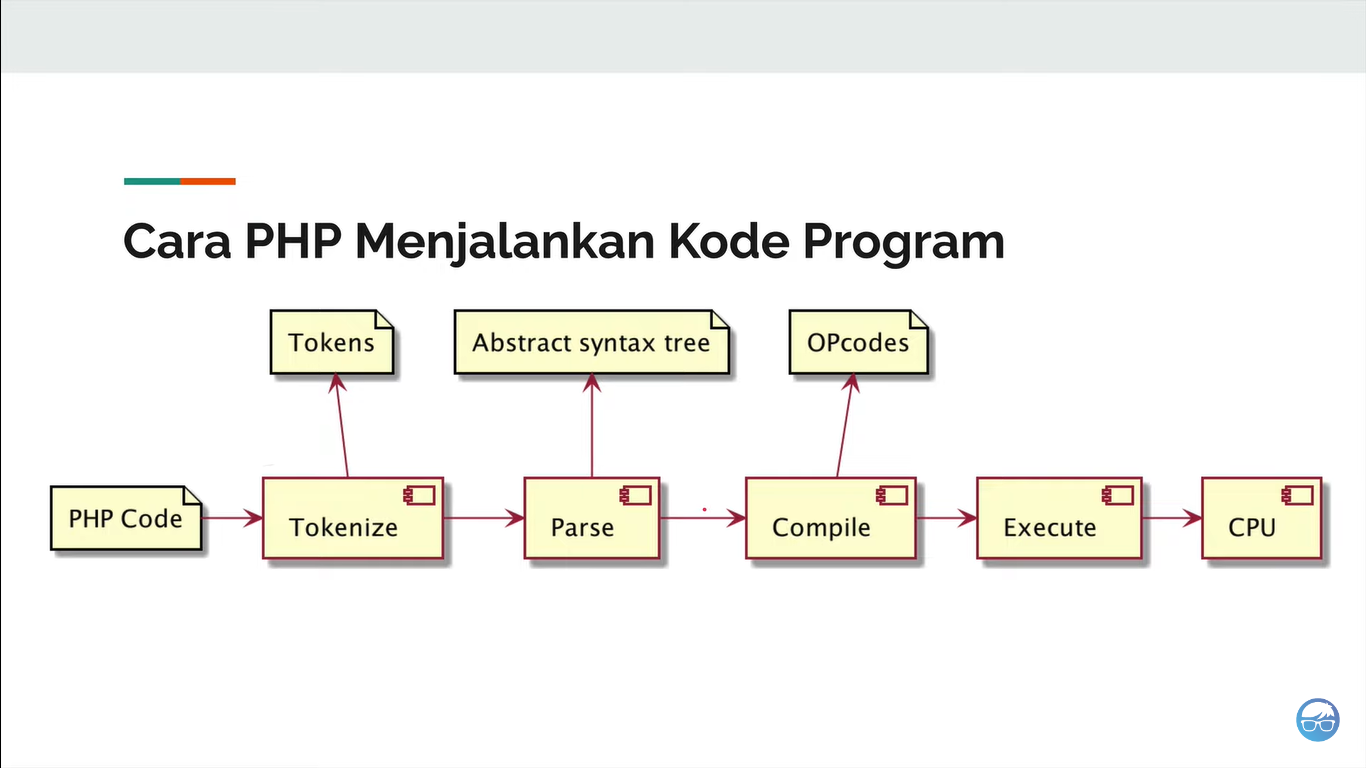 Cara PHP Menjalankan Kode Program
Tokens
Abstract syntax tree
OPcodes
PHP Code
Tokenize
Parse
Compile
Execute
CPU